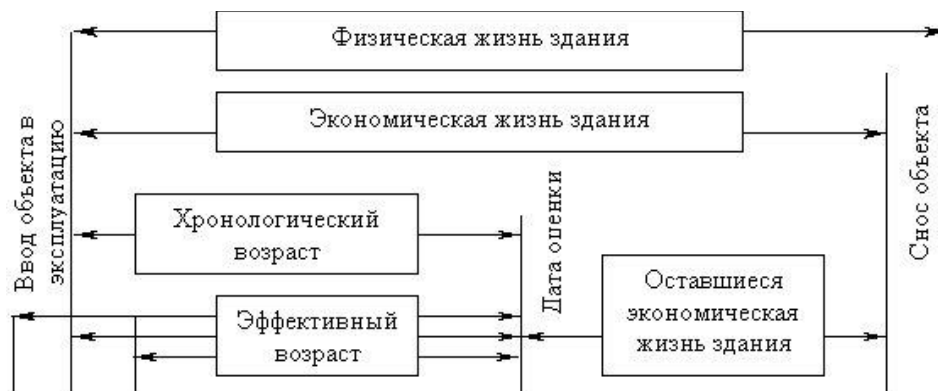 Физическая жизнь здания
Экономическая жизнь здания
Ввод объекта в
эксплуатацию
Хронологический
возраст
Эффективный
возраст
Дата оценки
Оставшиеся
экономическая
жизнь здания
Снос объекта